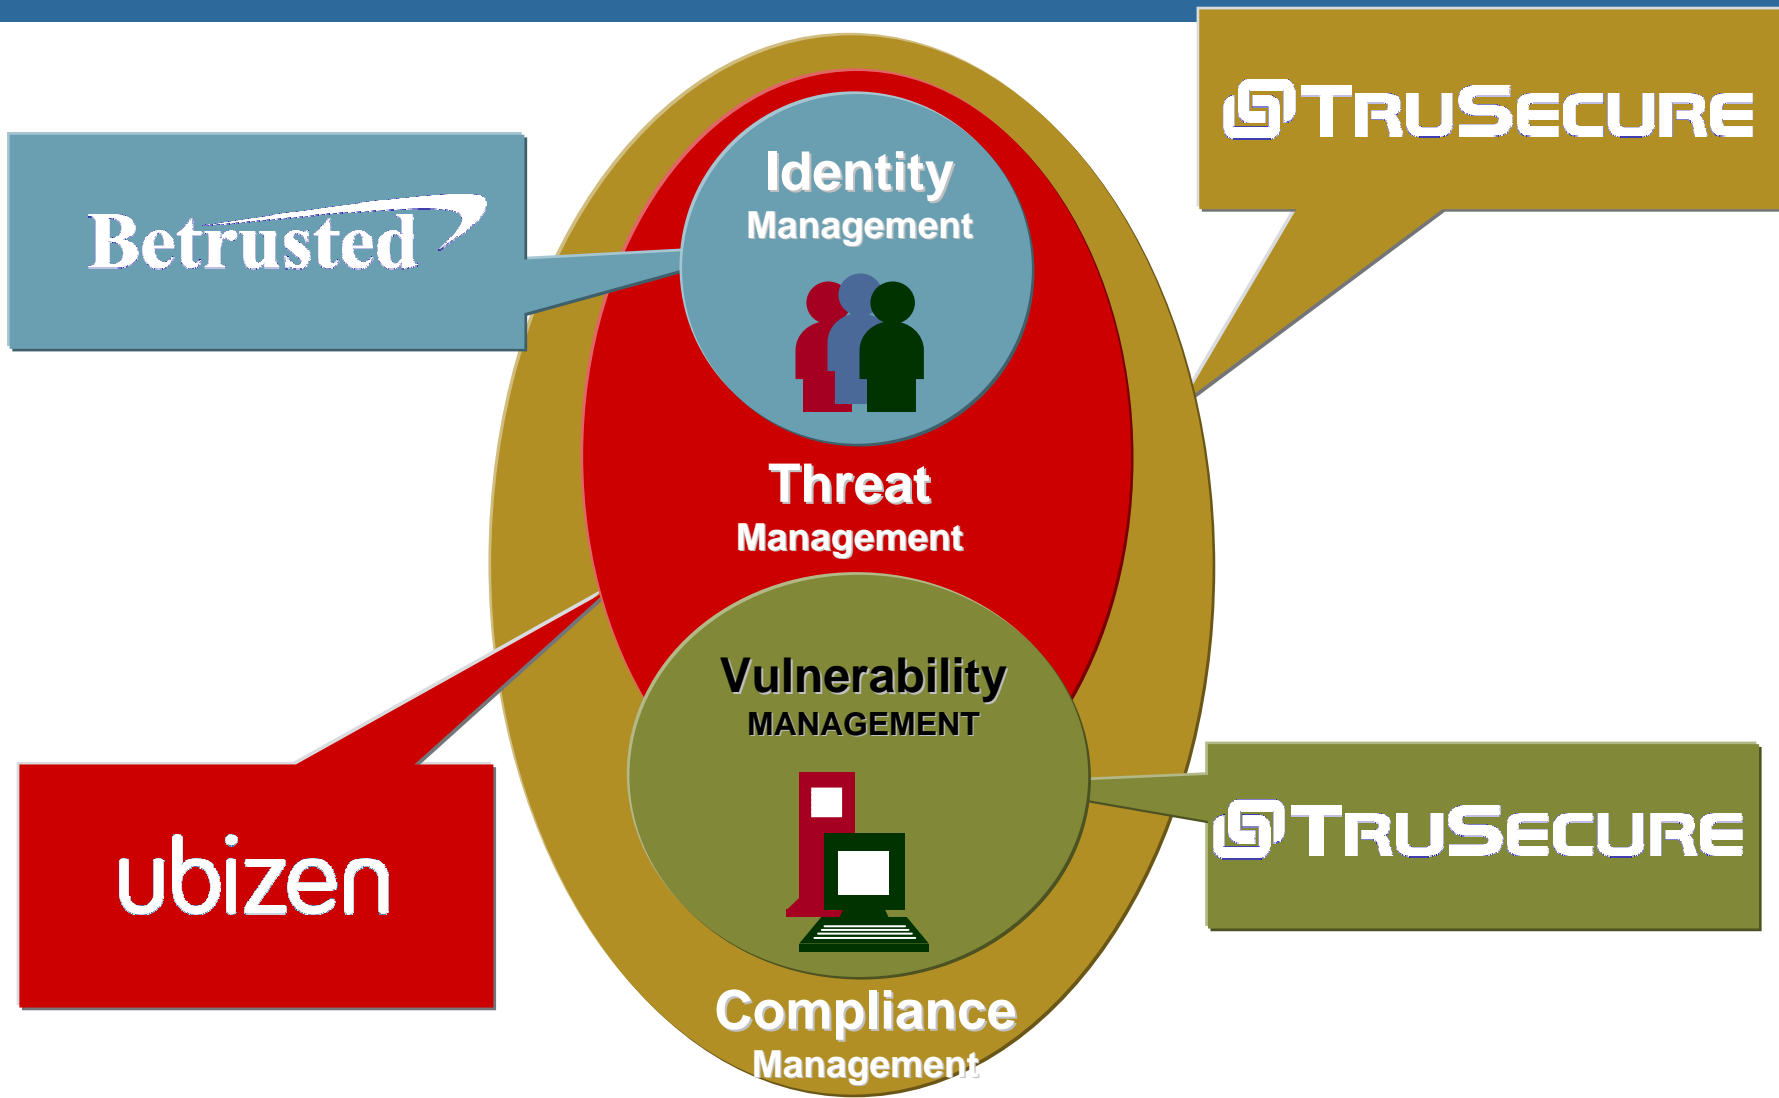 TRUSECURE
Betrusted
Identity
Management
Threat
Management
Vulnerability
MANAGEMENT
TRUSECURE
ubizen
Compliance
Management